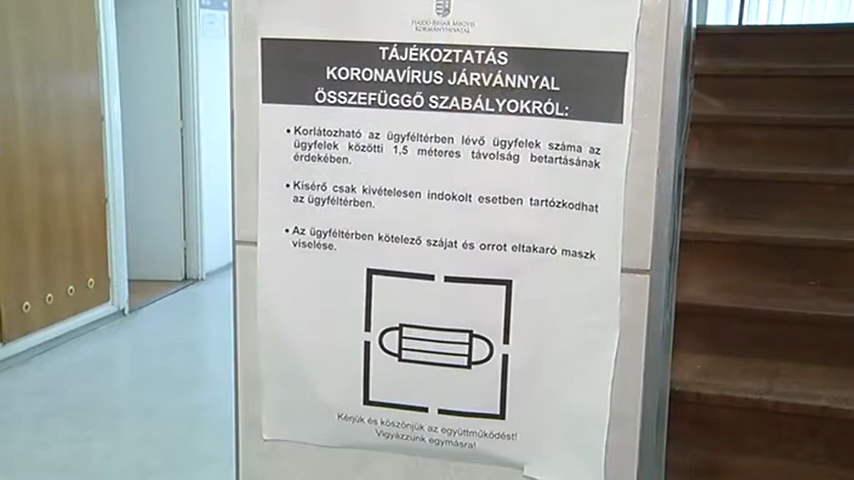 HAJDÚ-BIHAR MEGYEI
KORMÁNYHIVATAL
TÁJÉKOZTATÁS
KORONAVÍRUS JÁRVÁNNYAL
ÖSSZEFÜGGŐ SZABÁLYOKRÓL:
• Korlátozható az ügyféltérben lévő ügyfelek száma az
ügyfelek közötti 1,5 méteres távolság betartásának
érdekében.
• Kísérő csak kivételesen indokolt esetben tartózkodhat
az ügyféltérben.
• Az ügyféltérben kötelező szájat és orrot eltakaró maszk
viselése.
Kérjük és köszönjük az együttműködést!
Vigyázzunk egymásra!